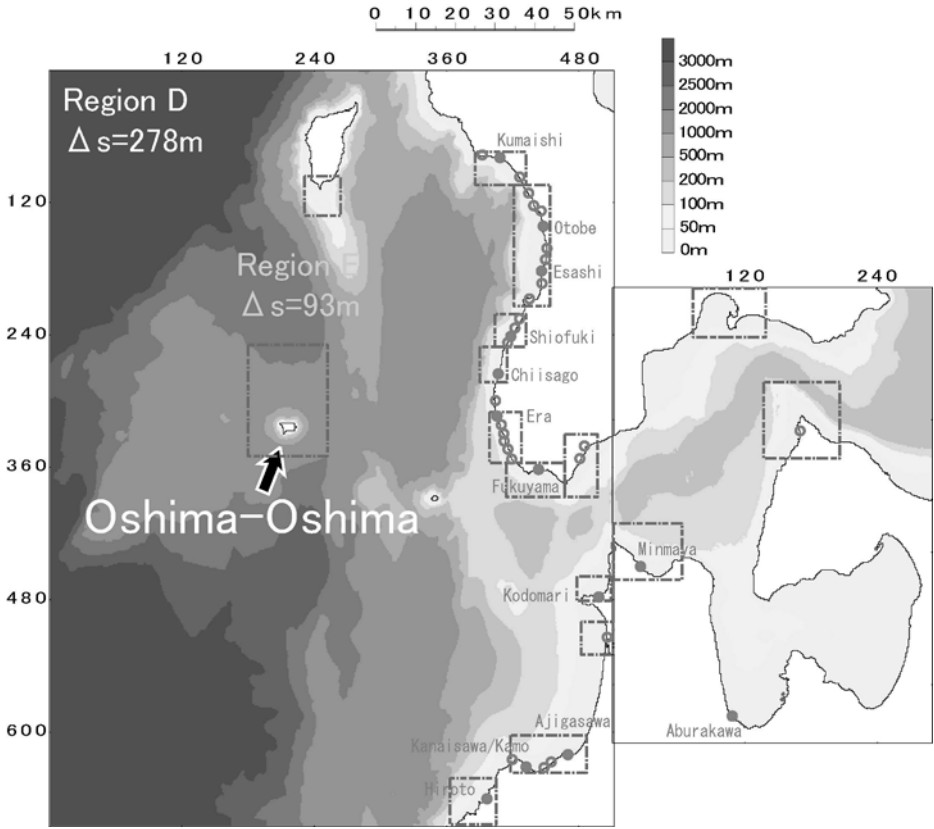 0 10 20 30 50km
120 240 360 480
3000m
2500m
2000m
1000m
500m
200m
100m
50m
0m
Region D
Δs=278m
Kumaishi
120
Otobe
Region E
Δs=93m
Esashi
120 240
240
Shiofuki
Chiisago
Era
360
Fukuyama
Oshima-Oshima
Minmaya
480
Kodomari
600
Ajigasawa
Aburakawa
Kanaisawa/Kamo
Hiroto